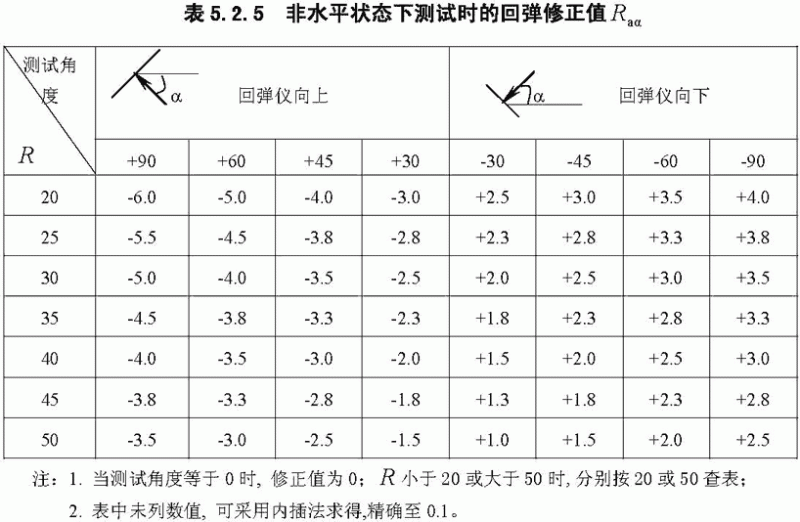 表 5.2.5 非水平状态下测试时的回弹修正值 Raα
测试角度 R
α 回弹仪向上 α 回弹仪向下
+90 +60 +45 +30 -30 -45 -60 -90
20 -6.0 -5.0 -4.0 -3.0 +2.5 +3.0 +3.5 +4.0
25 -5.5 -4.5 -3.8 -2.8 +2.3 +2.8 +3.3 +3.8
30 -5.0 -4.0 -3.5 -2.5 +2.0 +2.5 +3.0 +3.5
35 -4.5 -3.8 -3.3 -2.3 +1.8 +2.3 +2.8 +3.3
40 -4.0 -3.5 -3.0 -2.0 +1.5 +2.0 +2.5 +3.0
45 -3.8 -3.3 -2.8 -1.8 +1.3 +1.8 +2.3 +2.8
50 -3.5 -3.0 -2.5 -1.5 +1.0 +1.5 +2.0 +2.5
注：1. 当测试角度等于 0 时, 修正值为 0；R 小于 20 或大于 50 时, 分别按 20 或 50 查表；
2. 表中未列数值, 可采用内插法求得,精确至 0.1。